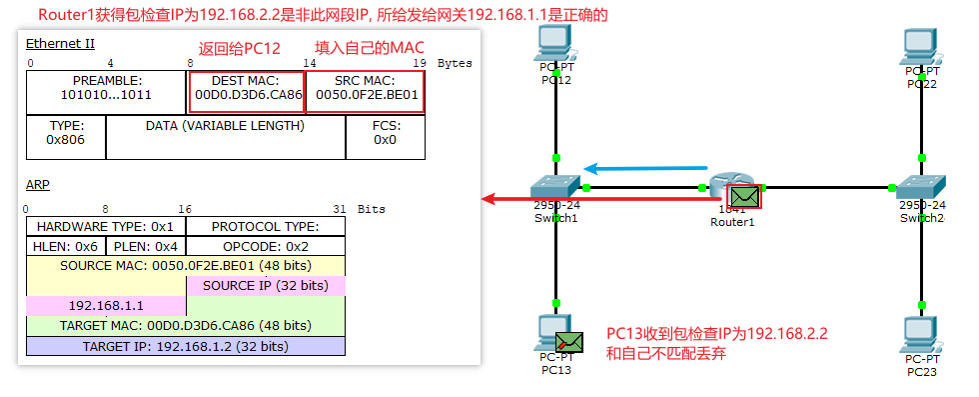 Router1获得包检查IP为192.168.2.2是非此网段IP, 所给发给网关192.168.1.1是正确的
Ethernet II
返回给PC12
填入自己的MAC
0 4 8 14 19 Bytes
PREAMBLE: DEST MAC: SRC MAC:
101010...1011 00D0.D3D6.CA86 0050.0F2E.BE01
TYPE: DATA (VARIABLE LENGTH) FCS:
0x806 0x0
ARP
0 8 16 31 Bits
HARDWARE TYPE: 0x1 PROTOCOL TYPE:
HLEN: 0x6 PLEN: 0x4 OPCODE: 0x2
SOURCE MAC: 0050.0F2E.BE01 (48 bits)
SOURCE IP (32 bits)
192.168.1.1
TARGET MAC: 00D0.D3D6.CA86 (48 bits)
TARGET IP: 192.168.1.2 (32 bits)
PC-PT
PC12
PC-PT
PC22
2950-24
Switch1
1841
Router1
2950-24
Switch2
PC-PT
PC13
PC13收到包检查IP为192.168.2.2
和自己不匹配丢弃
PC-PT
PC23